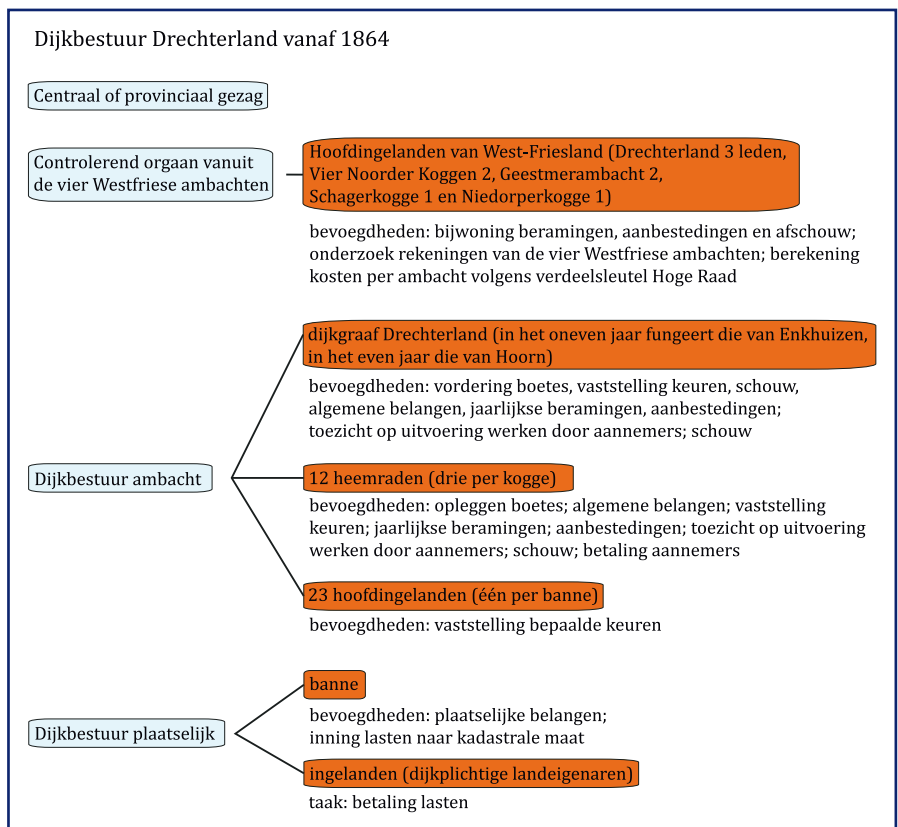 Dijkbestuur Drechterland vanaf 1864
Centraal of provinciaal gezag
Controlerend orgaan vanuit
de vier Westfriese ambachten
Hoofdingelanden van West-Friesland (Drechterland 3 leden,
Vier Noorder Koggen 2, Geestmerambacht 2,
Schagerkogge 1 en Niedorperkogge 1)
bevoegdheden: bijwoning beramingen, aanbestedingen en afschouw;
onderzoek rekeningen van de vier Westfriese ambachten; berekening
kosten per ambacht volgens verdeelsleutel Hoge Raad
Dijkbestuur ambacht
dijkgraaf Drechterland (in het oneven jaar fungeert die van Enkhuizen,
in het even jaar die van Hoorn)
bevoegdheden: vordering boetes, vaststelling keuren, schouw,
algemene belangen, jaarlijkse beramingen, aanbestedingen;
toezicht op uitvoering werken door aannemers; schouw
12 heemraden (drie per kogge)
bevoegdheden: opleggen boetes; algemene belangen; vaststelling
keuren; jaarlijkse beramingen; aanbestedingen; toezicht op uitvoering
werken door aannemers; schouw; betaling aannemers
23 hoofdingelanden (één per banne)
bevoegdheden: vaststelling bepaalde keuren
Dijkbestuur plaatselijk
banne
bevoegdheden: plaatselijke belangen;
inning lasten naar kadastrale maat
ingelanden (dijkplichtige landeigenaren)
taak: betaling lasten